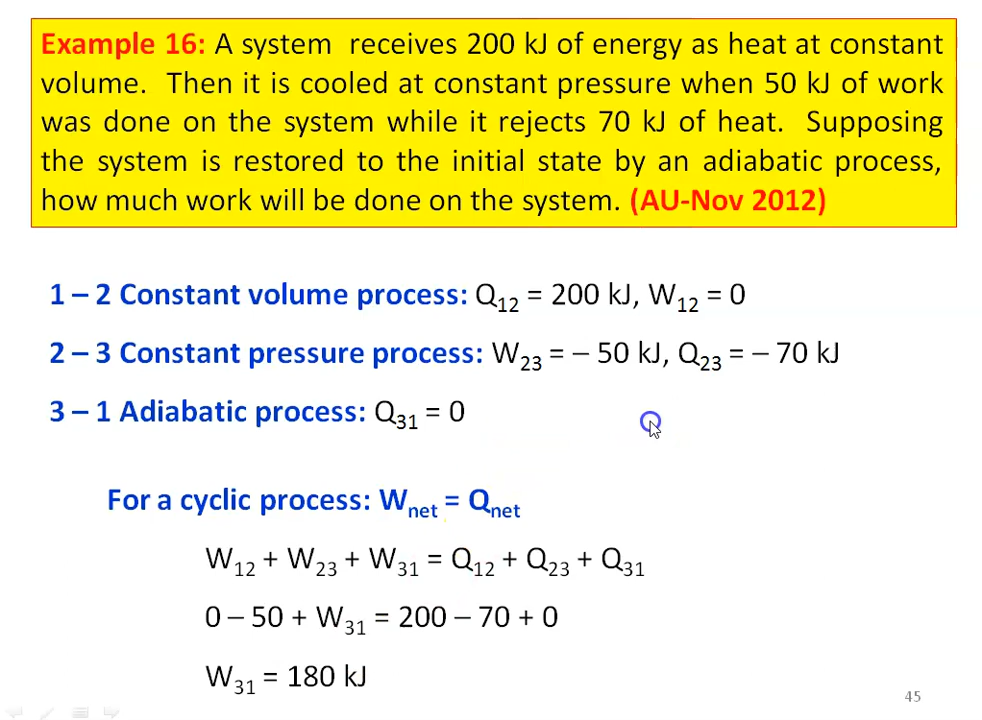 Example 16: A system receives 200 kJ of energy as heat at constant
volume. Then it is cooled at constant pressure when 50 kJ of work
was done on the system while it rejects 70 kJ of heat. Supposing
the system is restored to the initial state by an adiabatic process,
how much work will be done on the system. (AU-Nov 2012)
1 – 2 Constant volume process: Q₁₂ = 200 kJ, W₁₂ = 0
2 – 3 Constant pressure process: W₂₃ = – 50 kJ, Q₂₃ = – 70 kJ
3 – 1 Adiabatic process: Q₃₁ = 0
For a cyclic process: Wnet = Qnet
W₁₂ + W₂₃ + W₃₁ = Q₁₂ + Q₂₃ + Q₃₁
0 – 50 + W₃₁ = 200 – 70 + 0
W₃₁ = 180 kJ
45